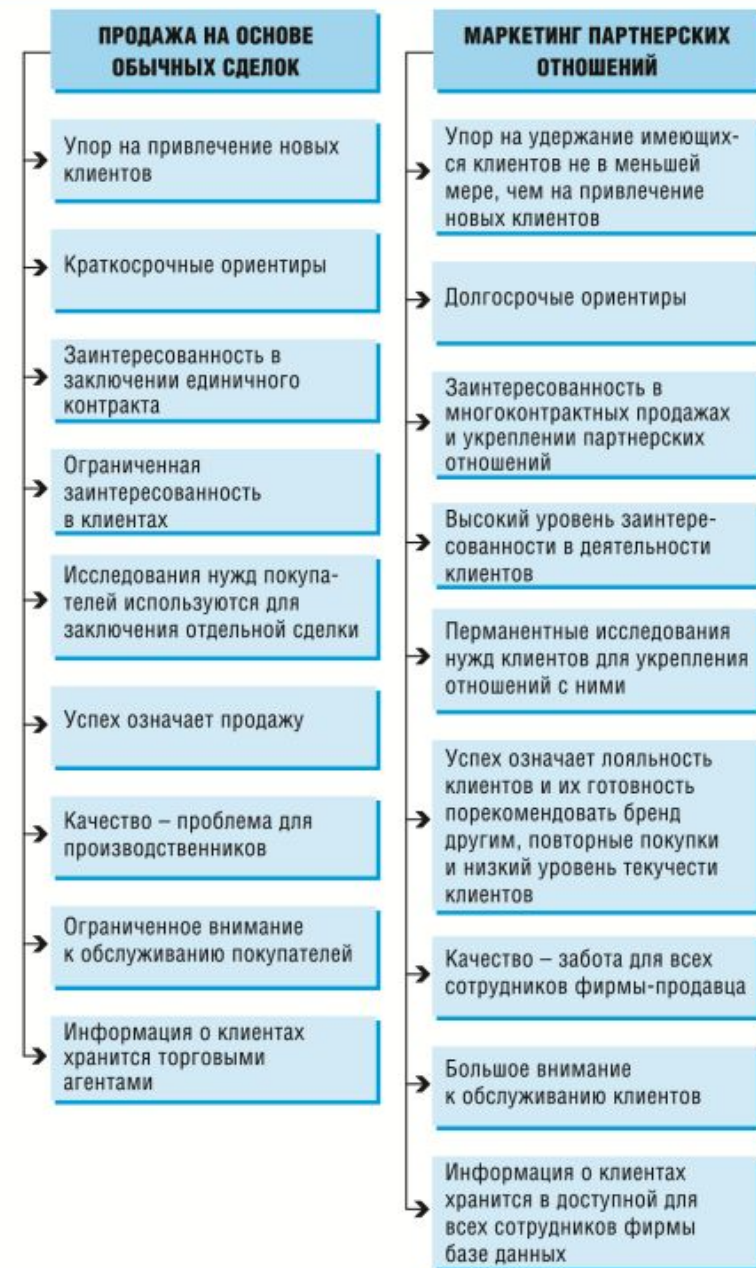 ПРОДАЖА НА ОСНОВЕ
ОБЫЧНЫХ СДЕЛОК
Упор на привлечение новых
клиентов
Краткосрочные ориентиры
Заинтересованность в
заключении единичного
контракта
Ограниченная
заинтересованность
в клиентах
Исследования нужд покупа-
телей используются для
заключения отдельной сделки
Успех означает продажу
Качество – проблема для
производственников
Ограниченное внимание
к обслуживанию покупателей
Информация о клиентах
хранится торговыми
агентами
МАРКЕТИНГ ПАРТНЕРСКИХ
ОТНОШЕНИЙ
Упор на удержание имеющих-
ся клиентов не в меньшей
мере, чем на привлечение
новых клиентов
Долгосрочые ориентиры
Заинтересованность в
многоконтрактных продажах
и укреплении партнерских
отношений
Высокий уровень заинтере-
сованности в деятельности
клиентов
Перманентные исследования
нужд клиентов для укрепления
отношений с ними
Успех означает лояльность
клиентов и их готовность
порекомендовать бренд
другим, повторные покупки
и низкий уровень текучести
клиентов
Качество – забота для всех
сотрудников фирмы-продавца
Большое внимание
к обслуживанию клиентов
Информация о клиентах
хранится в доступной для
всех сотрудников фирмы
базе данных